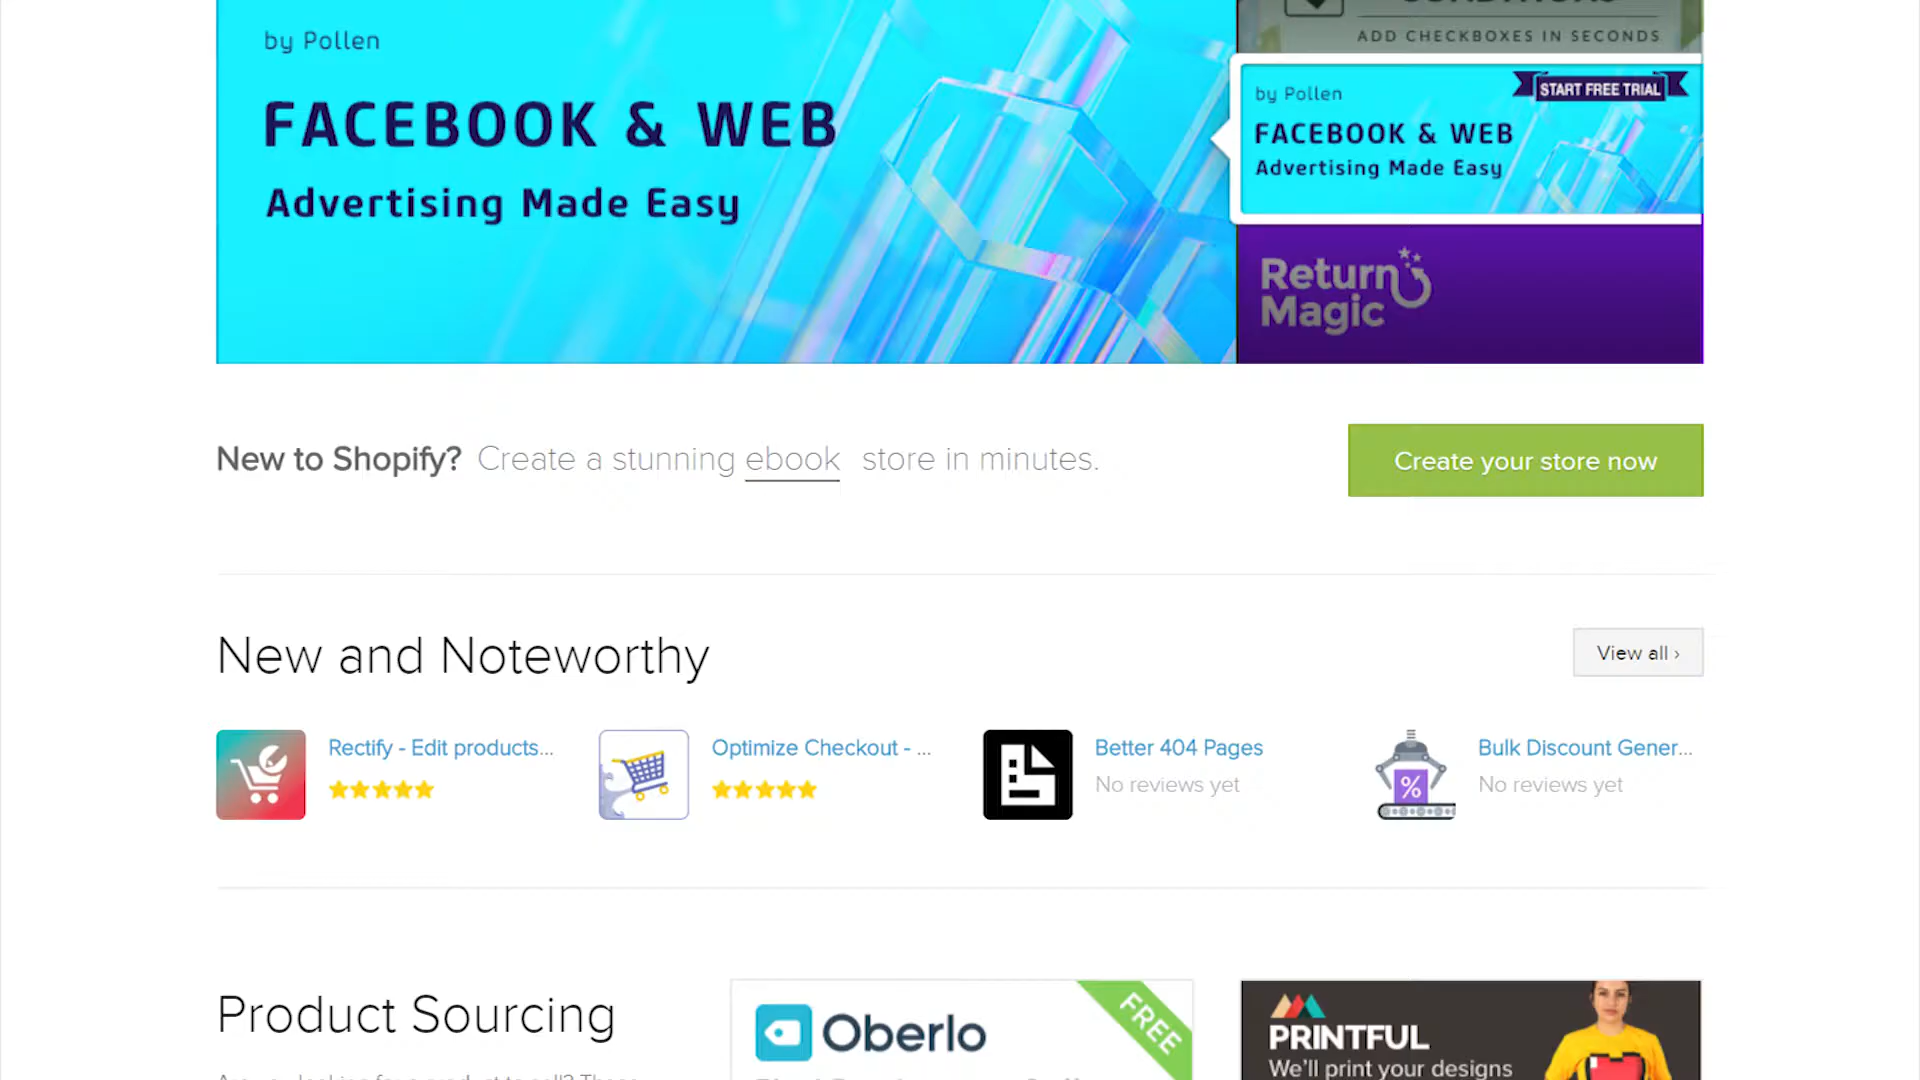 by Pollen
FACEBOOK & WEB
Advertising Made Easy
ADD CHECKBOXES IN SECONDS
by Pollen
START FREE TRIAL
FACEBOOK & WEB
Advertising Made Easy
Return
Magic
New to Shopify? Create a stunning ebook store in minutes.
Create your store now
New and Noteworthy
View all ›
Rectify - Edit products...
Optimize Checkout - ...
Better 404 Pages
No reviews yet
Bulk Discount Gener...
No reviews yet
%
Product Sourcing
Oberlo
FREE
PRINTFUL
We'll print your designs